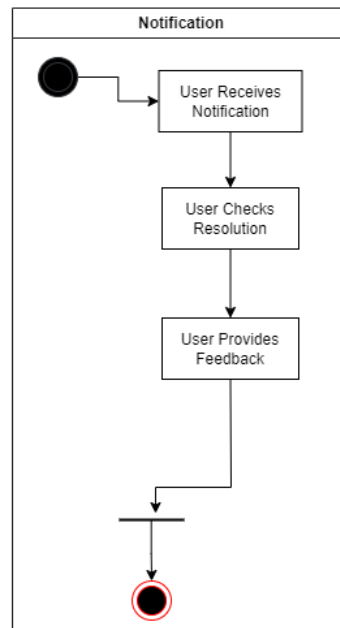 Notification
User Receives
Notification
User Checks
Resolution
User Provides
Feedback